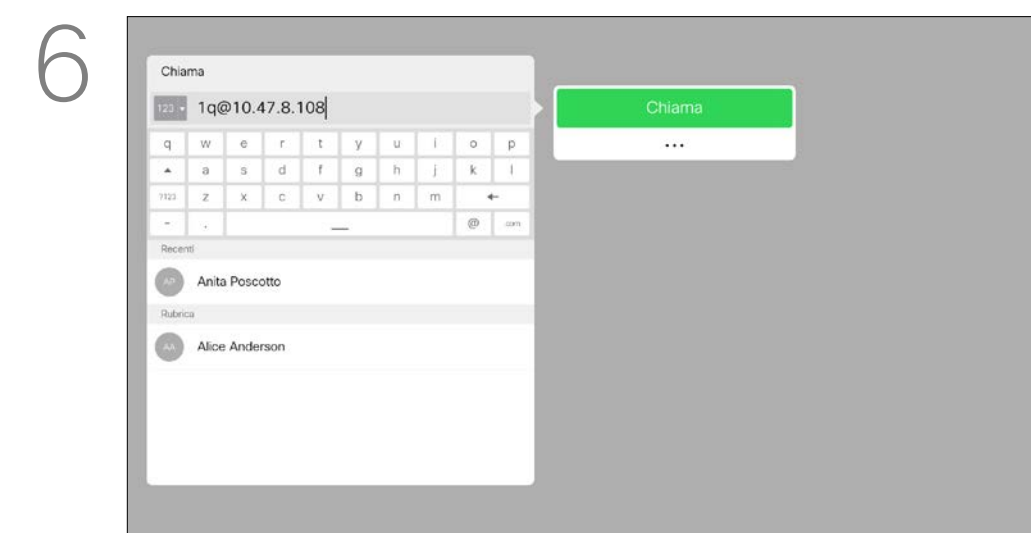 6
Chiama
123 1q@10.47.8.108
Chiama
...
q w e r t y u i o p
a s d f g h j k l
?123 z x c v b n m
- . @ .com
Recenti
AP Anita Poscotto
Rubrica
AA Alice Anderson